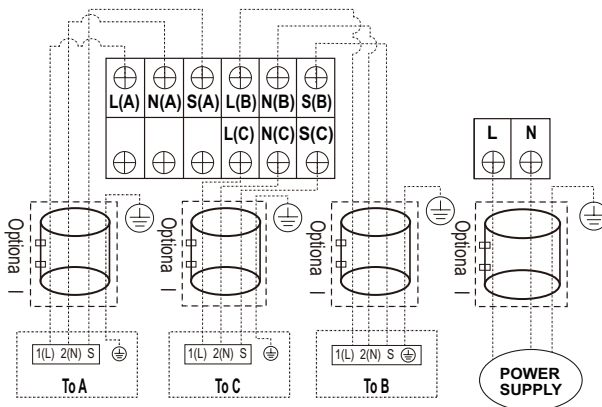 L(A) N(A) S(A) L(B) N(B) S(B)
L(C) N(C) S(C)
L N
Optiona l
Optiona l
Optiona l
Optiona l
1(L) 2(N) S
To A
1(L) 2(N) S
To C
1(L) 2(N) S
To B
POWER
SUPPLY